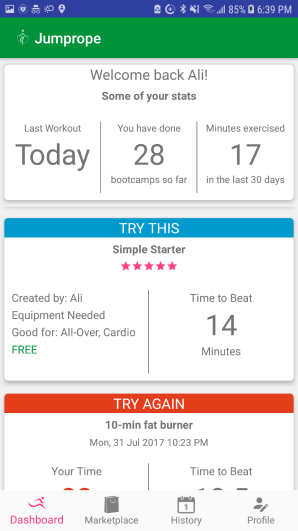 85% 6:39 PM
Jumprope
Welcome back Ali!
Some of your stats
Last Workout
Today
You have done
28
bootcamps so far
Minutes exercised
17
in the last 30 days
TRY THIS
Simple Starter
Created by: Ali
Equipment Needed
Good for: All-Over, Cardio
FREE
Time to Beat
14
Minutes
TRY AGAIN
10-min fat burner
Mon, 31 Jul 2017 10:23 PM
Your Time
Time to Beat
Dashboard
Marketplace
1
History
Profile